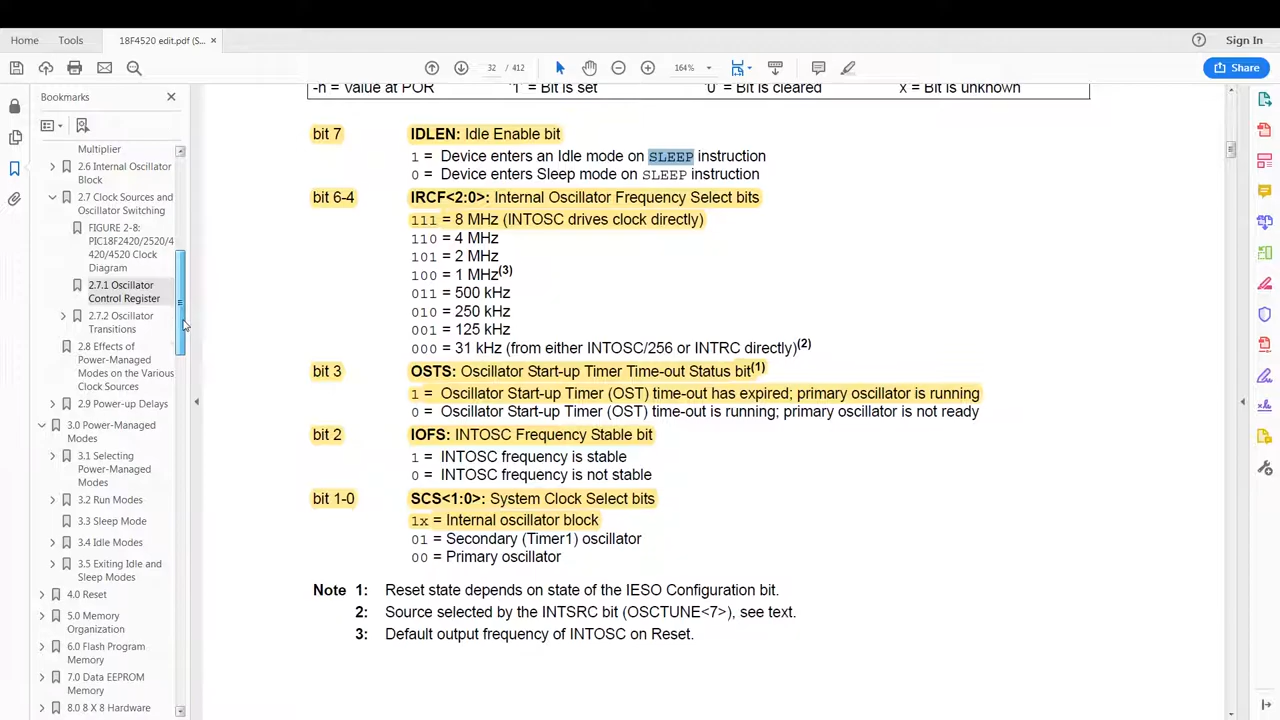 Home Tools 18F4520 edit.pdf (S... × Sign In
32 / 412 164% Share
Bookmarks
Multiplier
2.6 Internal Oscillator
Block
2.7 Clock Sources and
Oscillator Switching
FIGURE 2-8:
PIC18F2420/2520/4
420/4520 Clock
Diagram
2.7.1 Oscillator
Control Register
2.7.2 Oscillator
Transitions
2.8 Effects of
Power-Managed
Modes on the Various
Clock Sources
2.9 Power-up Delays
3.0 Power-Managed
Modes
3.1 Selecting
Power-Managed
Modes
3.2 Run Modes
3.3 Sleep Mode
3.4 Idle Modes
3.5 Exiting Idle and
Sleep Modes
4.0 Reset
5.0 Memory
Organization
6.0 Flash Program
Memory
7.0 Data EEPROM
Memory
8.0 8 X 8 Hardware
-n = Value at POR '1' = Bit is set '0' = Bit is cleared x = Bit is unknown
bit 7 IDLEN: Idle Enable bit
1 = Device enters an Idle mode on SLEEP instruction
0 = Device enters Sleep mode on SLEEP instruction
bit 6-4 IRCF<2:0>: Internal Oscillator Frequency Select bits
111 = 8 MHz (INTOSC drives clock directly)
110 = 4 MHz
101 = 2 MHz
100 = 1 MHz(3)
011 = 500 kHz
010 = 250 kHz
001 = 125 kHz
000 = 31 kHz (from either INTOSC/256 or INTRC directly)(2)
bit 3 OSTS: Oscillator Start-up Timer Time-out Status bit(1)
1 = Oscillator Start-up Timer (OST) time-out has expired; primary oscillator is running
0 = Oscillator Start-up Timer (OST) time-out is running; primary oscillator is not ready
bit 2 IOFS: INTOSC Frequency Stable bit
1 = INTOSC frequency is stable
0 = INTOSC frequency is not stable
bit 1-0 SCS<1:0>: System Clock Select bits
1x = Internal oscillator block
01 = Secondary (Timer1) oscillator
00 = Primary oscillator
Note 1: Reset state depends on state of the IESO Configuration bit.
2: Source selected by the INTSRC bit (OSCTUNE<7>), see text.
3: Default output frequency of INTOSC on Reset.